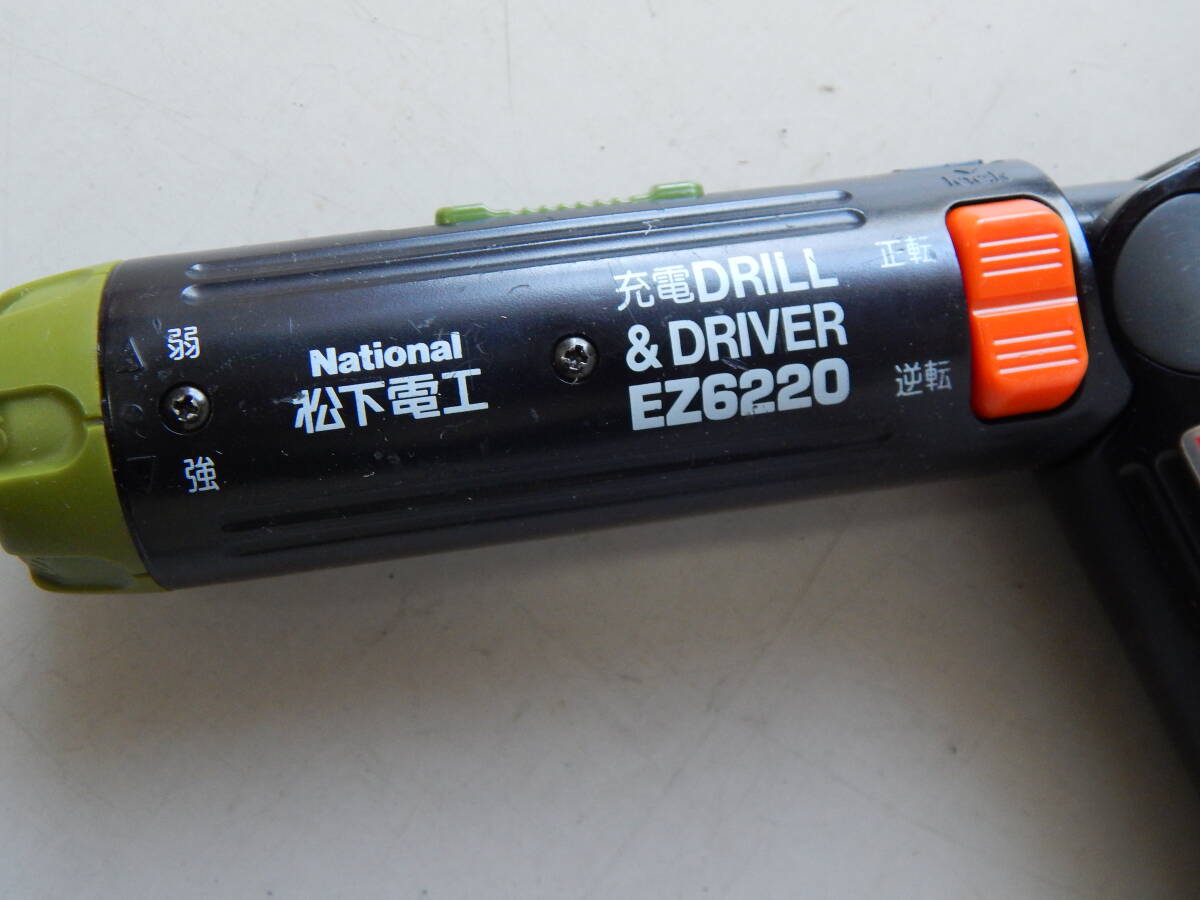 lock
正転
充電DRILL
& DRIVER
EZ6220
逆転
National
松下電工
弱
強